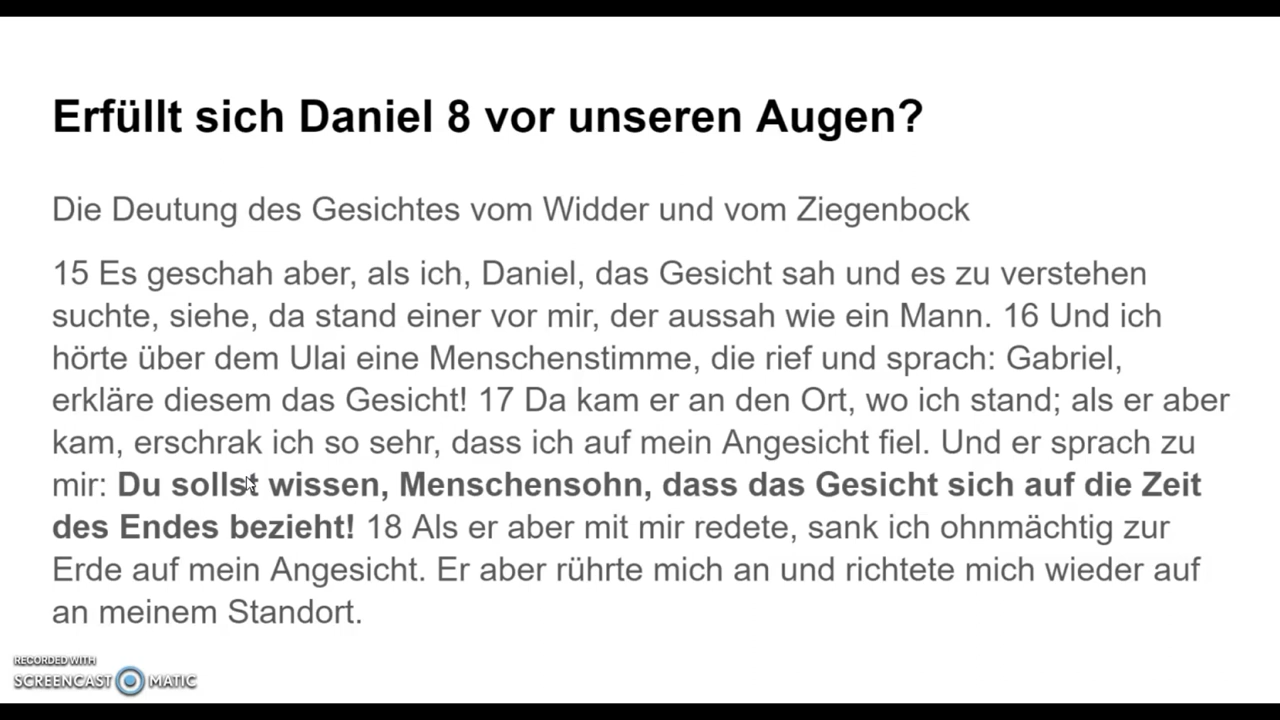 Erfüllt sich Daniel 8 vor unseren Augen?
Die Deutung des Gesichtes vom Widder und vom Ziegenbock
15 Es geschah aber, als ich, Daniel, das Gesicht sah und es zu verstehen
suchte, siehe, da stand einer vor mir, der aussah wie ein Mann. 16 Und ich
hörte über dem Ulai eine Menschenstimme, die rief und sprach: Gabriel,
erkläre diesem das Gesicht! 17 Da kam er an den Ort, wo ich stand; als er aber
kam, erschrak ich so sehr, dass ich auf mein Angesicht fiel. Und er sprach zu
mir: Du sollst wissen, Menschensohn, dass das Gesicht sich auf die Zeit
des Endes bezieht! 18 Als er aber mit mir redete, sank ich ohnmächtig zur
Erde auf mein Angesicht. Er aber rührte mich an und richtete mich wieder auf
an meinem Standort.
RECORDED WITH
SCREENCAST MATIC